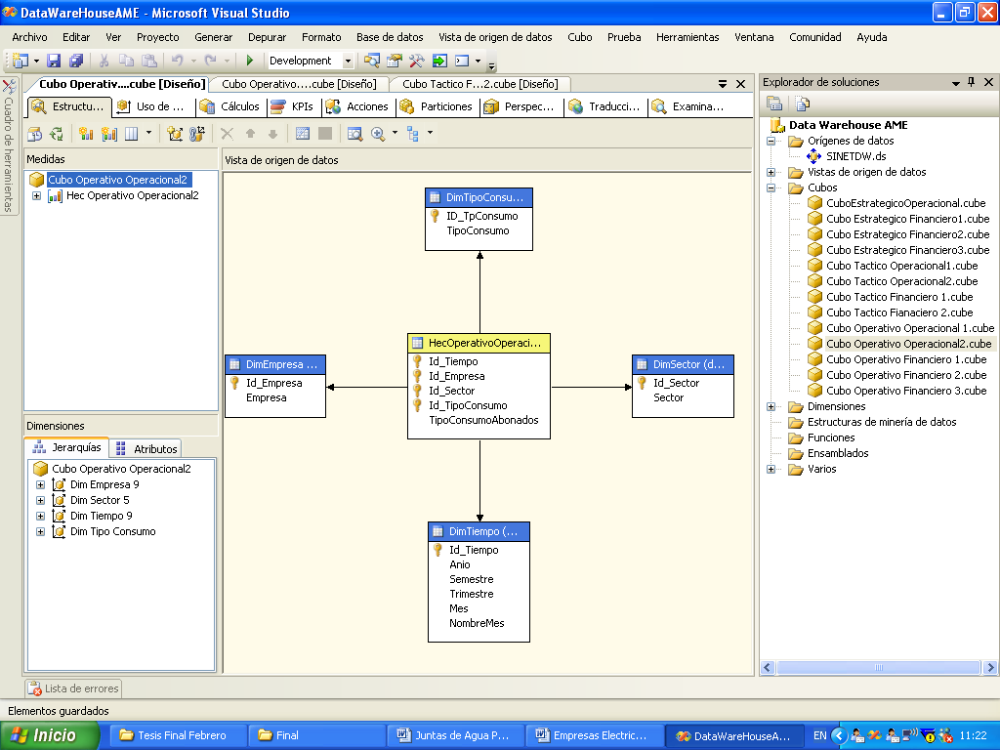 DataWareHouseAME - Microsoft Visual Studio
Archivo Editar Ver Proyecto Generar Depurar Formato Base de datos Vista de origen de datos Cubo Prueba Herramientas Ventana Comunidad Ayuda
Development
Cuadro de herramientas
Cubo Operativ....cube [Diseño] Cubo Operativo....cube [Diseño] Cubo Tactico F...2.cube [Diseño]
Estructu... Uso de ... Cálculos KPIs Acciones Particiones Perspec... Traducci... Examina...
Medidas
Cubo Operativo Operacional2
Hec Operativo Operacional2
Dimensiones
Jerarquías Atributos
Cubo Operativo Operacional2
Dim Empresa 9
Dim Sector 5
Dim Tiempo 9
Dim Tipo Consumo
Vista de origen de datos
DimTipoConsu...
ID_TpConsumo
TipoConsumo
HecOperativoOperaci...
Id_Tiempo
Id_Empresa
Id_Sector
Id_TipoConsumo
TipoConsumoAbonados
DimEmpresa ...
Id_Empresa
Empresa
DimSector (d...
Id_Sector
Sector
DimTiempo (...
Id_Tiempo
Anio
Semestre
Trimestre
Mes
NombreMes
Explorador de soluciones
Data Warehouse AME
Orígenes de datos
SINETDW.ds
Vistas de origen de datos
Cubos
CuboEstrategicoOperacional.cube
Cubo Estrategico Financiero1.cube
Cubo Estrategico Financiero2.cube
Cubo Estrategico Financiero3.cube
Cubo Tactico Operacional1.cube
Cubo Tactico Operacional2.cube
Cubo Tactico Financiero 1.cube
Cubo Tactico Fianaciero 2.cube
Cubo Operativo Operacional 1.cube
Cubo Operativo Operacional2.cube
Cubo Operativo Financiero 1.cube
Cubo Operativo Financiero 2.cube
Cubo Operativo Financiero 3.cube
Dimensiones
Estructuras de minería de datos
Funciones
Ensamblados
Varios
Lista de errores
Elementos guardados
Inicio Tesis Final Febrero Final Juntas de Agua P... Empresas Electric... DataWareHouseA... EN 11:22